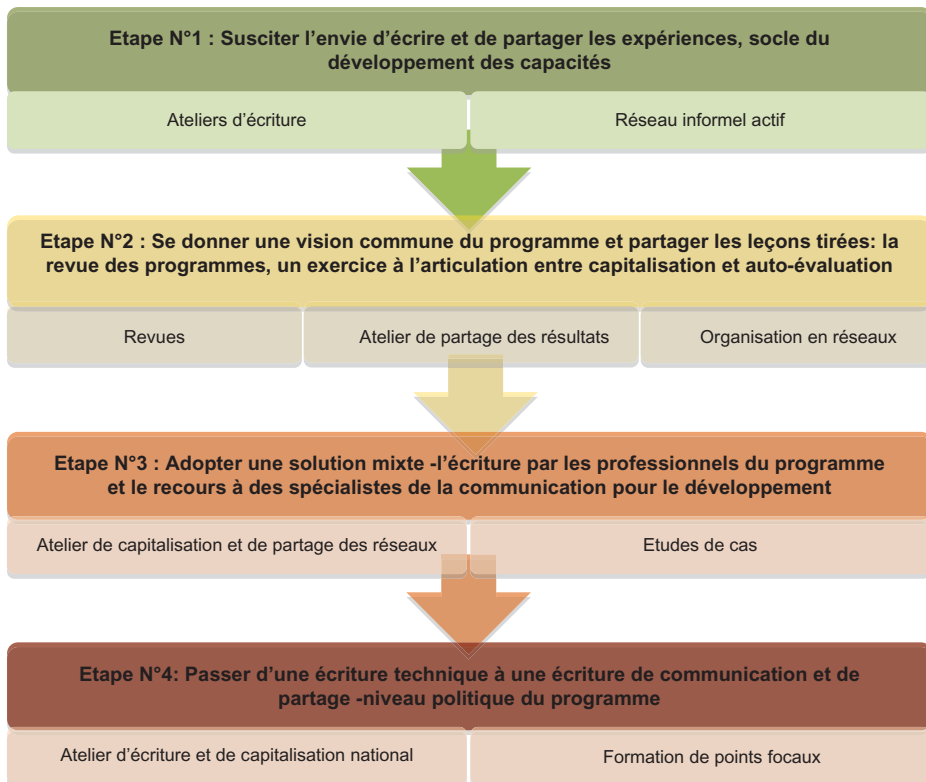 Etape N°1 : Susciter l’envie d’écrire et de partager les expériences, socle du
développement des capacités
Ateliers d’écriture
Réseau informel actif
Etape N°2 : Se donner une vision commune du programme et partager les leçons tirées: la
revue des programmes, un exercice à l’articulation entre capitalisation et auto-évaluation
Revues
Atelier de partage des résultats
Organisation en réseaux
Etape N°3 : Adopter une solution mixte -l’écriture par les professionnels du programme
et le recours à des spécialistes de la communication pour le développement
Atelier de capitalisation et de partage des réseaux
Etudes de cas
Etape N°4: Passer d’une écriture technique à une écriture de communication et de
partage -niveau politique du programme
Atelier d’écriture et de capitalisation national
Formation de points focaux